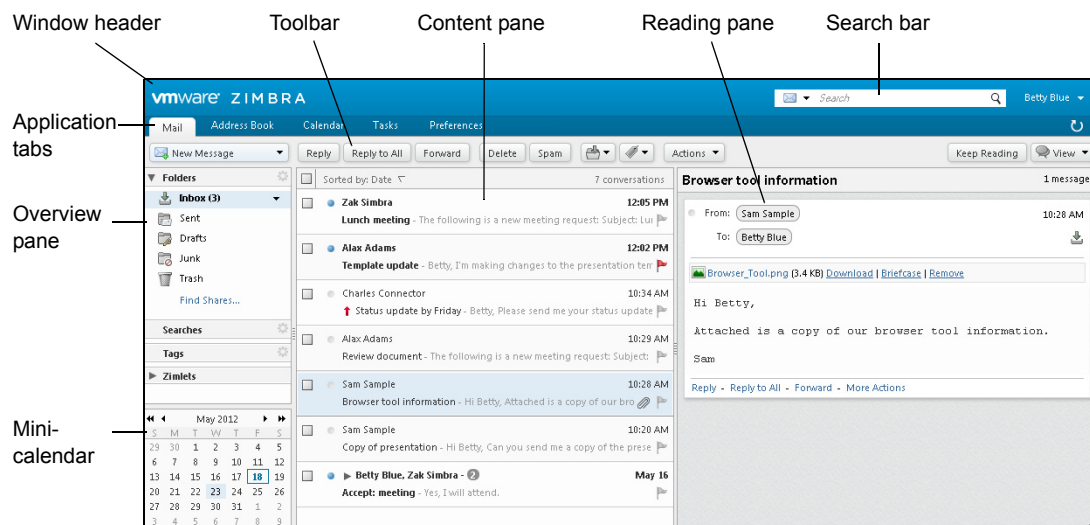 Window header Toolbar Content pane Reading pane Search bar
vmware ZIMBRA Search Betty Blue
Application tabs
Mail Address Book Calendar Tasks Preferences
New Message Reply Reply to All Forward Delete Spam Actions Keep Reading View
Overview pane
Folders
Inbox (3)
Sent
Drafts
Junk
Trash
Find Shares...
Searches
Tags
Zimlets
Mini-calendar
May 2012
S M T W T F S
29 30 1 2 3 4 5
6 7 8 9 10 11 12
13 14 15 16 17 18 19
20 21 22 23 24 25 26
27 28 29 30 31 1 2
3 4 5 6 7 8 9
Sorted by: Date 7 conversations
Zak Simbra 12:05 PM
Lunch meeting - The following is a new meeting request: Subject: Lu
Alax Adams 12:02 PM
Template update - Betty, I'm making changes to the presentation tem
Charles Connector 10:34 AM
Status update by Friday - Betty, Please send me your status update
Alax Adams 10:29 AM
Review document - The following is a new meeting request: Subject:
Sam Sample 10:28 AM
Browser tool information - Hi Betty, Attached is a copy of our bro
Sam Sample 10:20 AM
Copy of presentation - Hi Betty, Can you send me a copy of the prese
Betty Blue, Zak Simbra - 2 May 16
Accept: meeting - Yes, I will attend.
Browser tool information 1 message
From: Sam Sample 10:28 AM
To: Betty Blue
Browser_Tool.png (3.4 KB) Download | Briefcase | Remove
Hi Betty,
Attached is a copy of our browser tool information.
Sam
Reply - Reply to All - Forward - More Actions